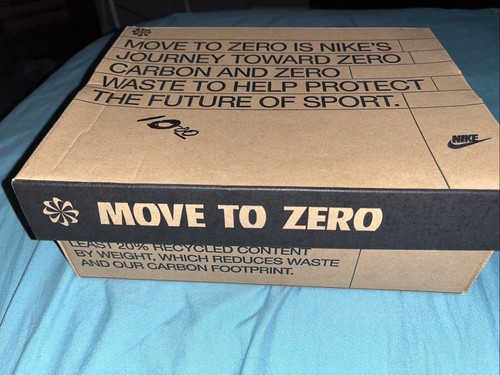 MOVE TO ZERO IS NIKE'S
JOURNEY TOWARD ZERO
CARBON AND ZERO
WASTE TO HELP PROTECT
THE FUTURE OF SPORT.
NIKE
MOVE TO ZERO
LEAST 20% RECYCLED CONTENT
BY WEIGHT, WHICH REDUCES WASTE
AND OUR CARBON FOOTPRINT.